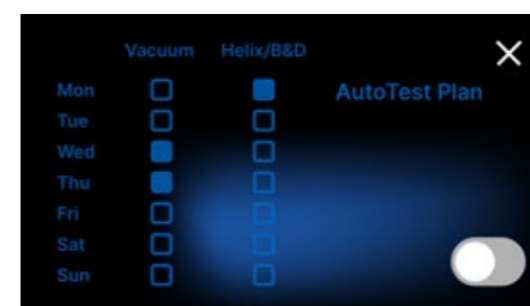 Vacuum Helix/B&D
Mon AutoTest Plan
Tue
Wed
Thu
Fri
Sat
Sun